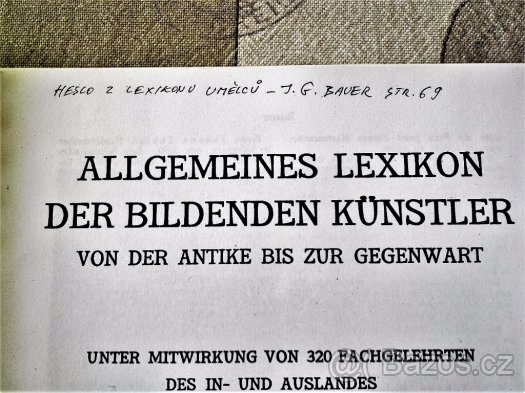 HESLO Z LEXIKONU UMĚLCŮ – J. G. BAUER STR. 69
ALLGEMEINES LEXIKON
DER BILDENDEN KÜNSTLER
VON DER ANTIKE BIS ZUR GEGENWART
UNTER MITWIRKUNG VON 320 FACHGELEHRTEN
DES IN- UND AUSLANDES
Bazoš.cz